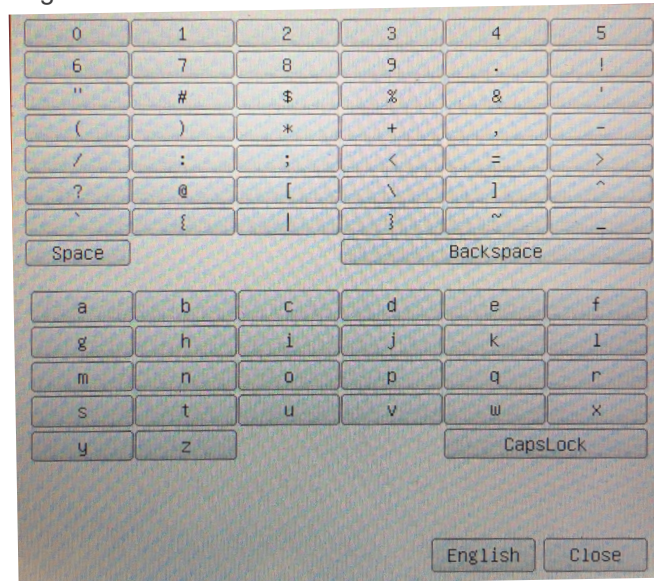 0 1 2 3 4 5
6 7 8 9 . !
" # $ % & '
( ) * + , -
/ : ; < = >
? @ [ \ ] ^
` { | } ~ _
Space Backspace
a b c d e f
g h i j k l
m n o p q r
s t u v w x
y z CapsLock
English Close